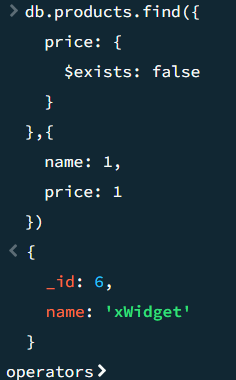 > db.products.find({
price: {
$exists: false
}
},{
name: 1,
price: 1
})
< {
_id: 6,
name: 'xWidget'
}
operators>